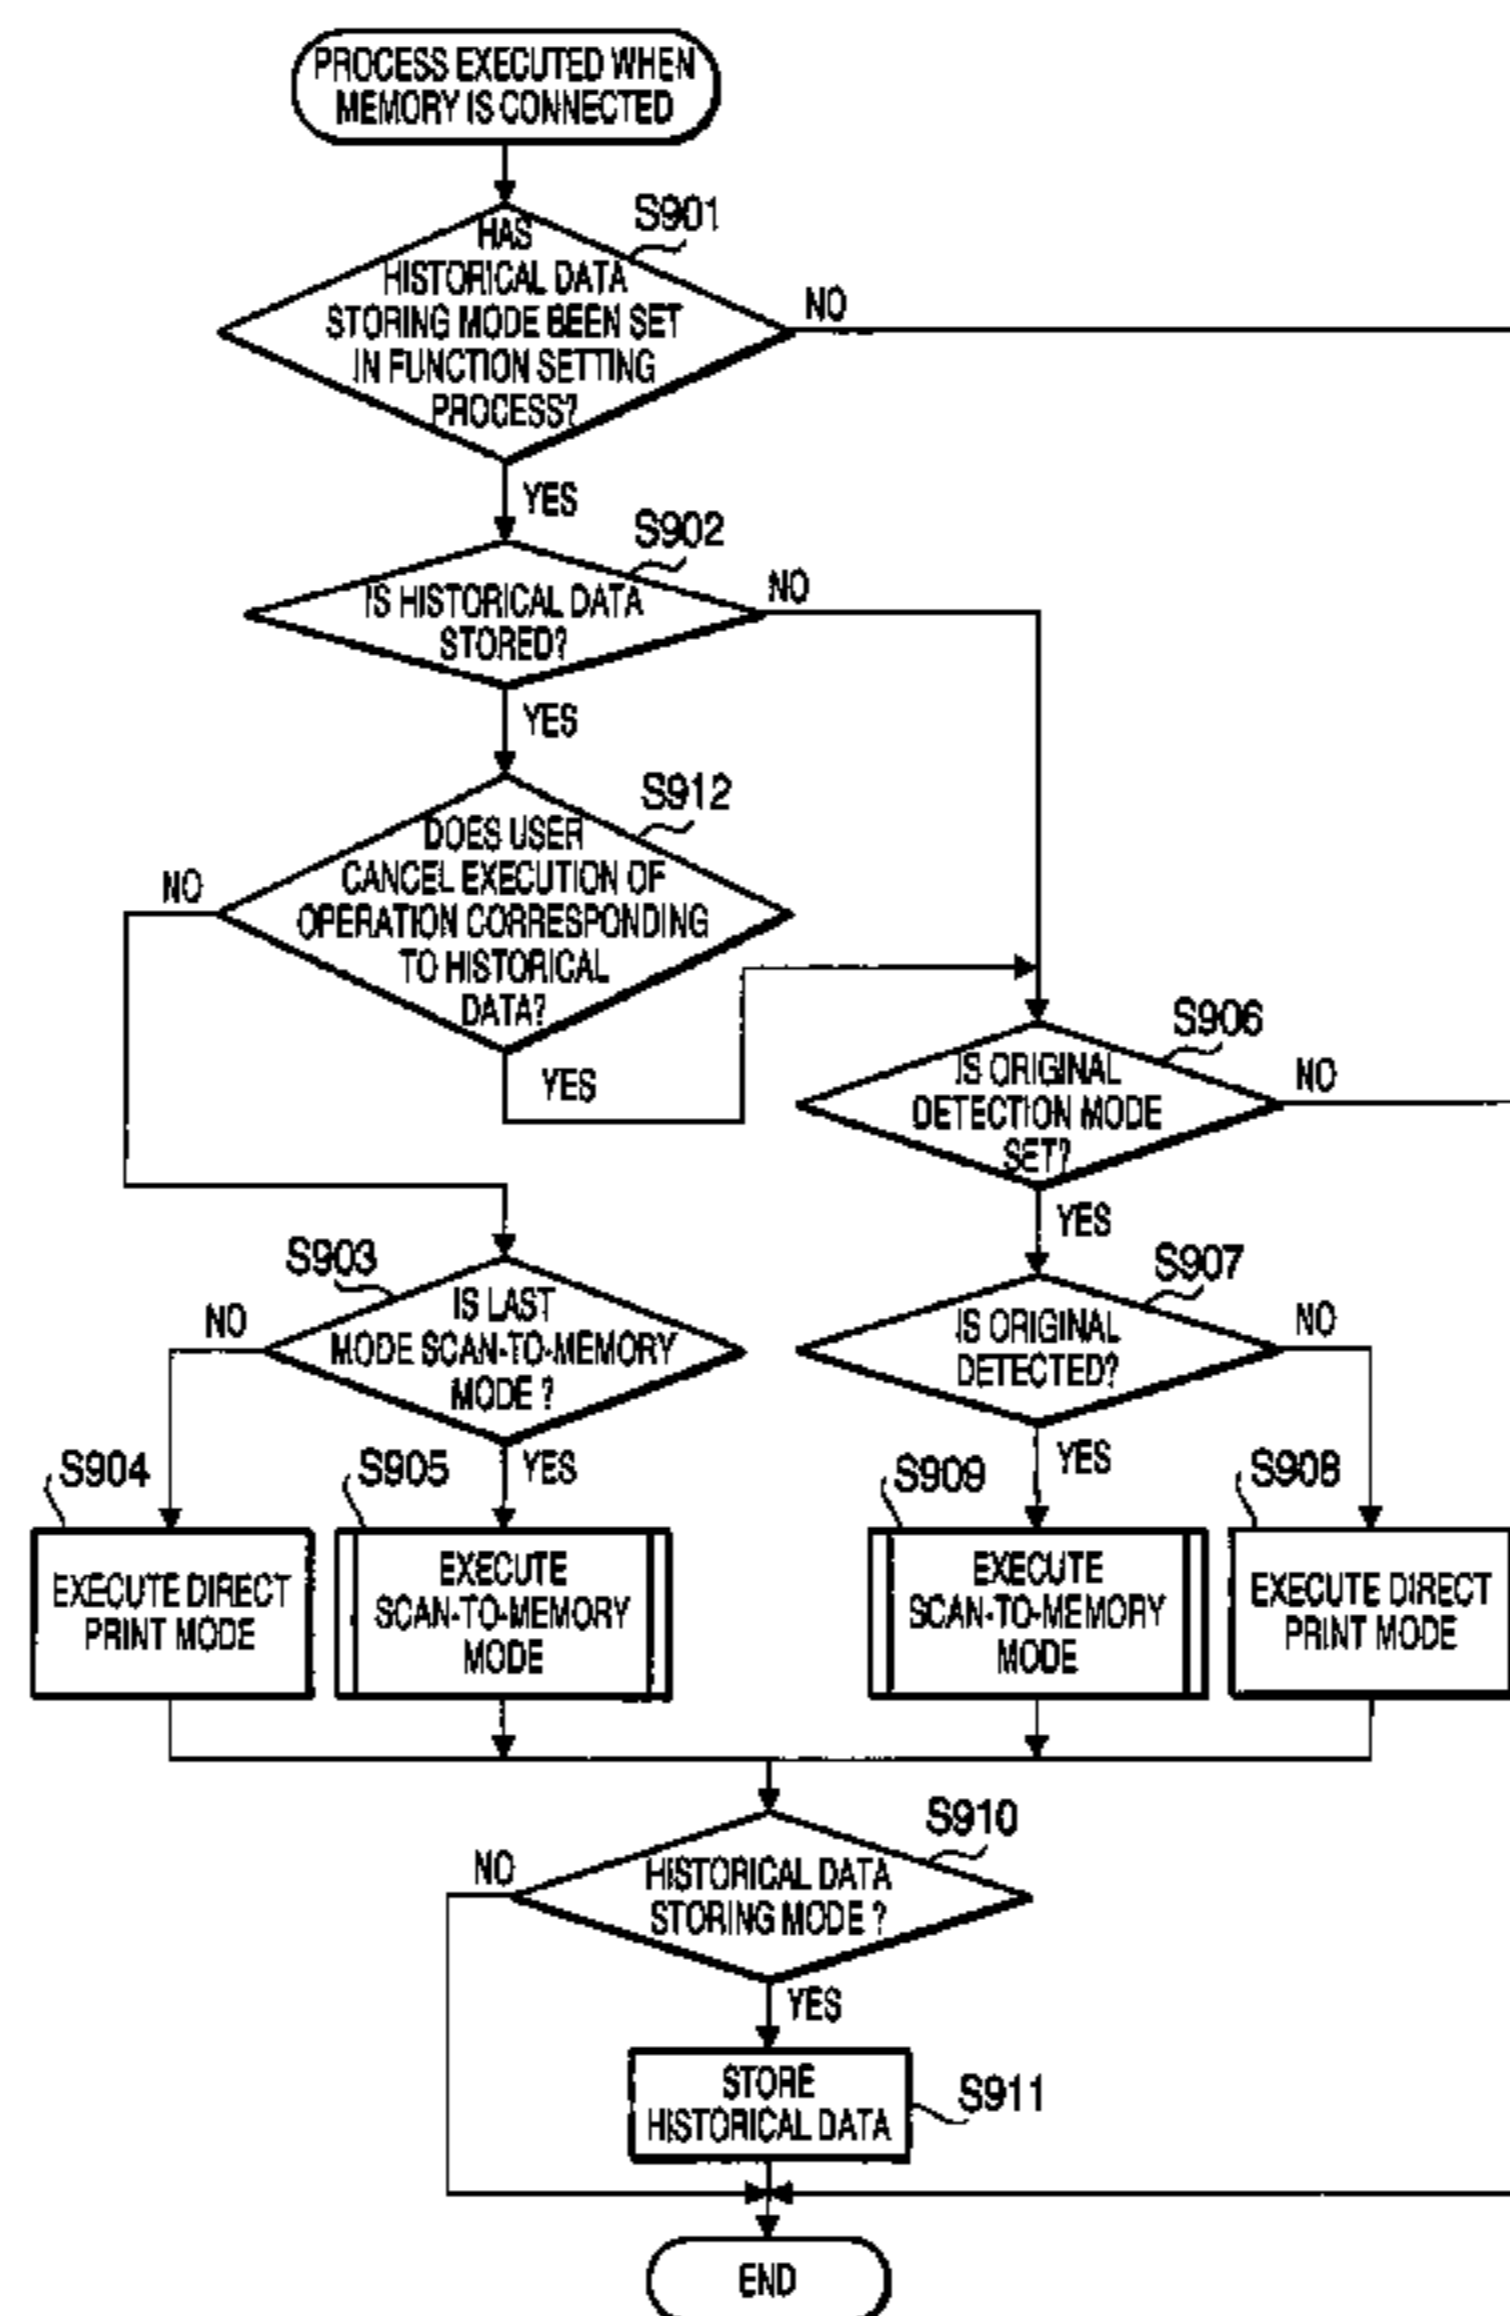 PROCESS EXECUTED WHEN
MEMORY IS CONNECTED
S901
HAS
HISTORICAL DATA
STORING MODE BEEN SET
IN FUNCTION SETTING
PROCESS?
NO
YES
S902
IS HISTORICAL DATA
STORED?
NO
YES
S912
DOES USER
CANCEL EXECUTION OF
OPERATION CORRESPONDING
TO HISTORICAL
DATA?
NO
YES
S906
IS ORIGINAL
DETECTION MODE
SET?
NO
YES
S903
IS LAST
MODE SCAN-TO-MEMORY
MODE ?
NO
YES
S907
IS ORIGINAL
DETECTED?
NO
YES
S904
EXECUTE DIRECT
PRINT MODE
S905
EXECUTE
SCAN-TO-MEMORY
MODE
S909
EXECUTE
SCAN-TO-MEMORY
MODE
S908
EXECUTE DIRECT
PRINT MODE
S910
HISTORICAL DATA
STORING MODE ?
NO
YES
STORE
HISTORICAL DATA
S911
END